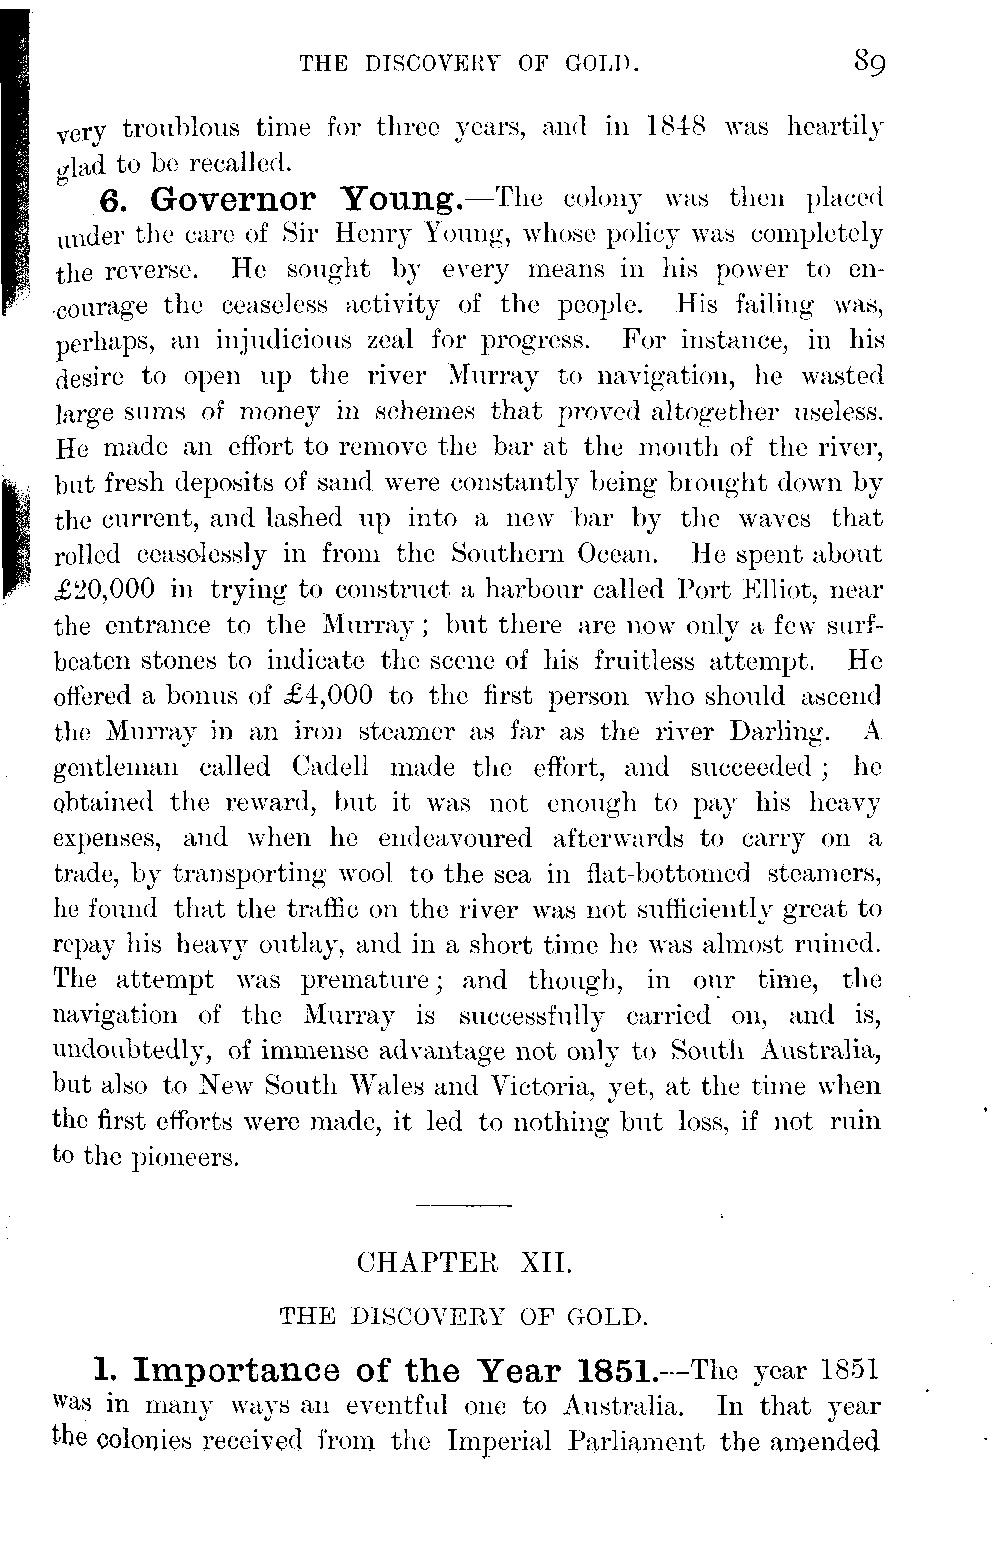 THE DISCOVERY OF GOLD. 89
very troublous time for three years, and in 1848 was heartily
glad to be recalled.
6. Governor Young.—The colony was then placed
under the care of Sir Henry Young, whose policy was completely
the reverse. He sought by every means in his power to en-
courage the ceaseless activity of the people. His failing was,
perhaps, an injudicious zeal for progress. For instance, in his
desire to open up the river Murray to navigation, he wasted
large sums of money in schemes that proved altogether useless.
He made an effort to remove the bar at the mouth of the river,
but fresh deposits of sand were constantly being brought down by
the current, and lashed up into a new bar by the waves that
rolled ceaselessly in from the Southern Ocean. He spent about
£20,000 in trying to construct a harbour called Port Elliot, near
the entrance to the Murray; but there are now only a few surf-
beaten stones to indicate the scene of his fruitless attempt. He
offered a bonus of £4,000 to the first person who should ascend
the Murray in an iron steamer as far as the river Darling. A
gentleman called Cadell made the effort, and succeeded; he
obtained the reward, but it was not enough to pay his heavy
expenses, and when he endeavoured afterwards to carry on a
trade, by transporting wool to the sea in flat-bottomed steamers,
he found that the traffic on the river was not sufficiently great to
repay his heavy outlay, and in a short time he was almost ruined.
The attempt was premature; and though, in our time, the
navigation of the Murray is successfully carried on, and is,
undoubtedly, of immense advantage not only to South Australia,
but also to New South Wales and Victoria, yet, at the time when
the first efforts were made, it led to nothing but loss, if not ruin
to the pioneers.
CHAPTER XII.
THE DISCOVERY OF GOLD.
1. Importance of the Year 1851.—The year 1851
was in many ways an eventful one to Australia. In that year
the colonies received from the Imperial Parliament the amended